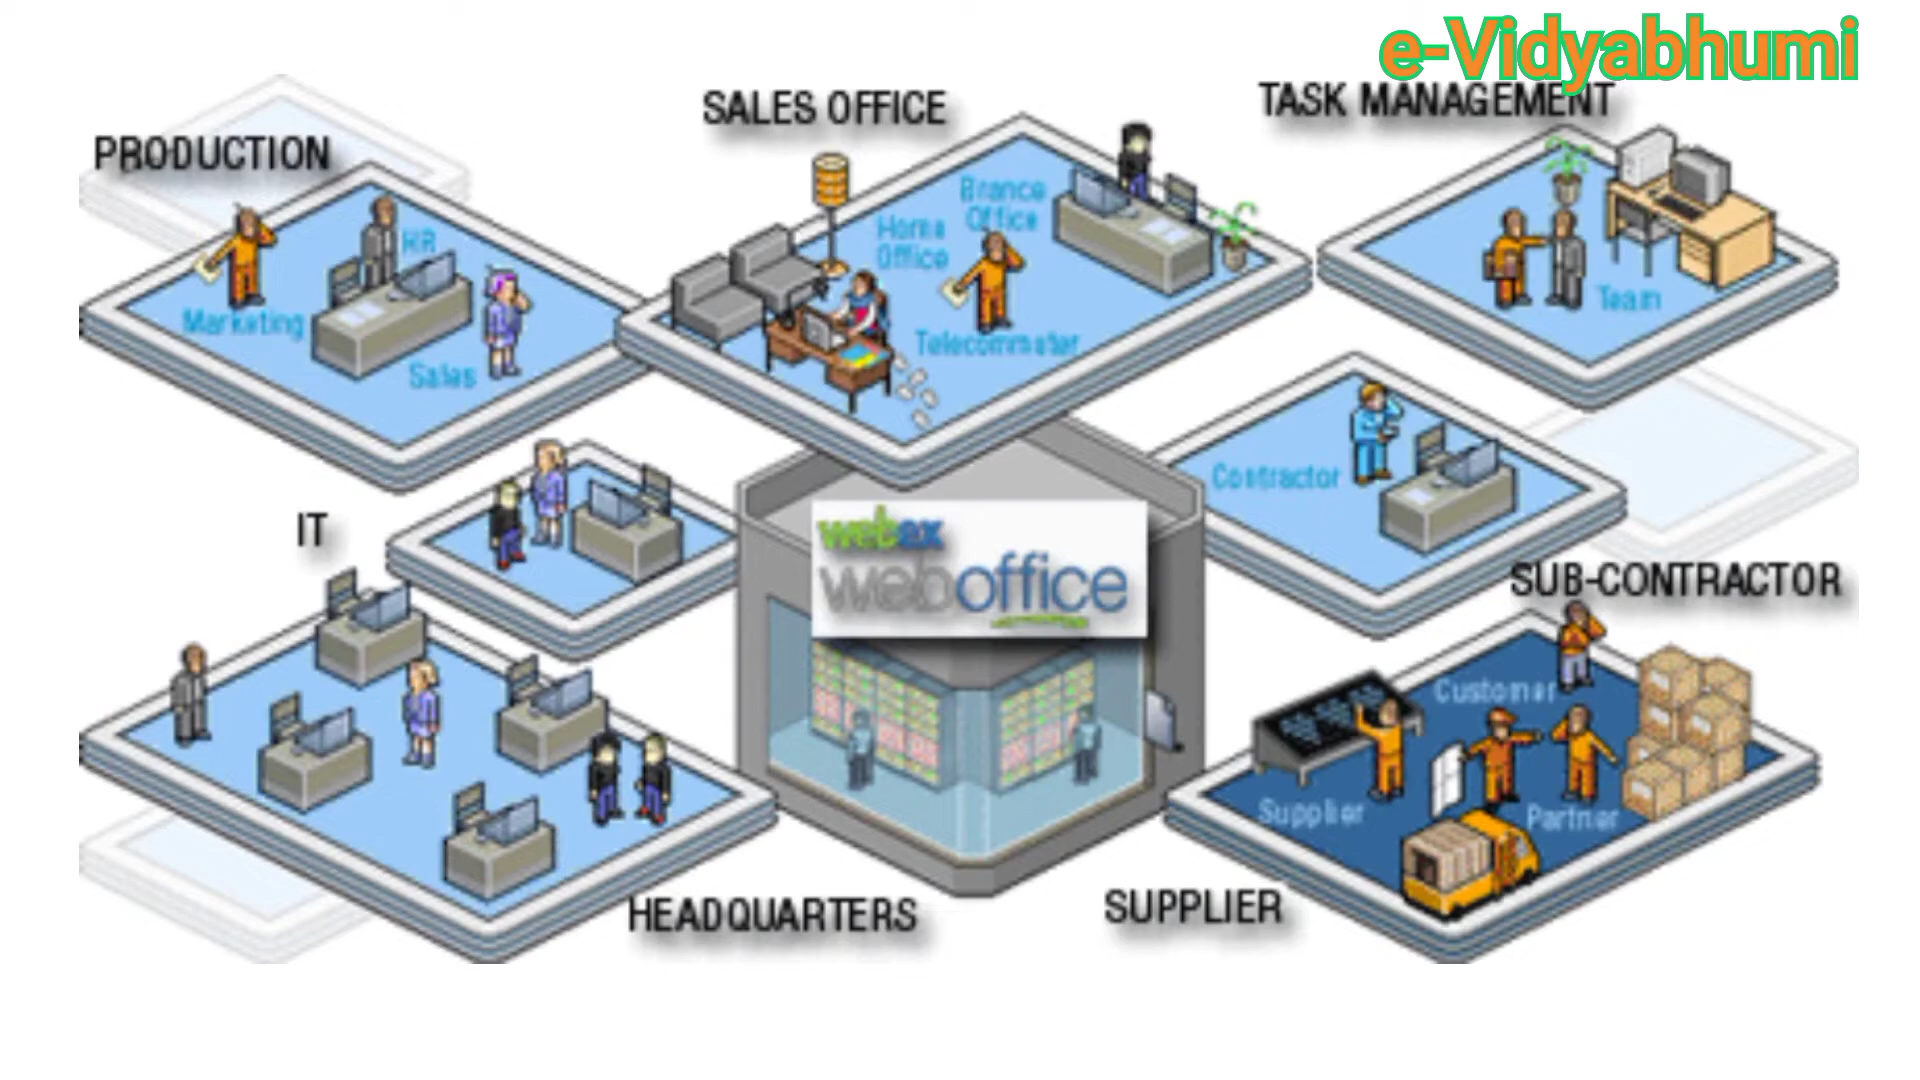 e-Vidyabhumi
SALES OFFICE
TASK MANAGEMENT
PRODUCTION
Brance
Office
Home
Office
HR
Marketing
Team
Telecommuter
Sales
Contractor
IT
webex
weboffice
SUB-CONTRACTOR
Customer
Supplier
Partner
HEADQUARTERS
SUPPLIER